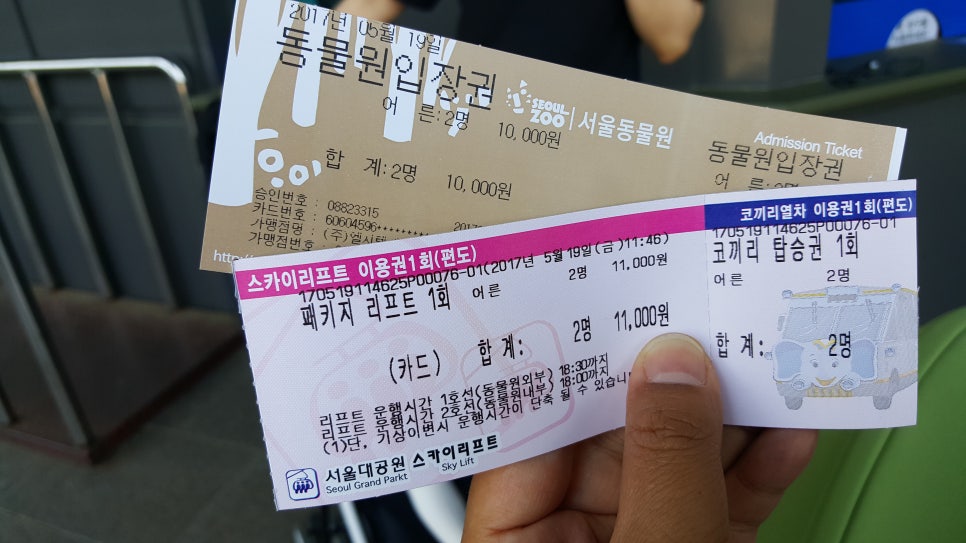 2017년 05월 19일
동물원입장권
어 른:2명 10,000원
합 계:2명 10,000원
승인번호 : 08823315
카드번호 : 60604596**********
가맹점명 : (주)엘시테
가맹점번호 :
http://
SEOUL ZOO
서울동물원
Admission Ticket
동물원입장권
어 른:2명
스카이리프트 이용권1회(편도)
170519114625P00076-01(2017년 5월 19일(금)11:46)
패키지 리프트 1회 어른 2명 11,000원
(카드) 합 계: 2명 11,000원
리프트 운행시간 1호선(동물원외부) 18:30까지
리프트 운행시간 2호선(동물원내부) 18:00까지
(1)단, 기상이변시 운행시간이 단축 될 수 있습니
서울대공원 스카이리프트
Seoul Grand Parkt Sky Lift
코끼리열차 이용권1회(편도)
170519114625P00076-01
코끼리 탑승권 1회
어른 2명
합 계: 2명